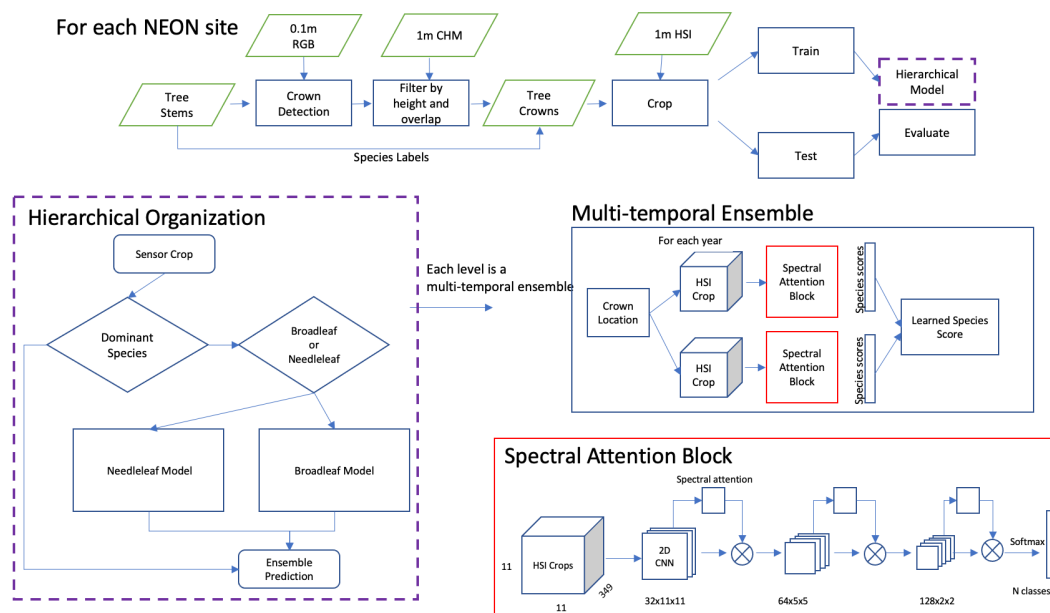 For each NEON site
0.1m
RGB
1m CHM
1m HSI
Tree
Stems
Crown
Detection
Filter by
height and
overlap
Tree
Crowns
Crop
Train
Test
Hierarchical
Model
Evaluate
Species Labels
Hierarchical Organization
Sensor Crop
Dominant
Species
Broadleaf
or
Needleleaf
Needleleaf Model
Broadleaf Model
Ensemble
Prediction
Each level is a
multi-temporal ensemble
Multi-temporal Ensemble
For each year
Crown
Location
HSI
Crop
Spectral
Attention
Block
Species scores
HSI
Crop
Spectral
Attention
Block
Species scores
Learned Species
Score
Spectral Attention Block
Spectral attention
HSI Crops
11
11
349
2D
CNN
32x11x11
64x5x5
128x2x2
Softmax
N classes